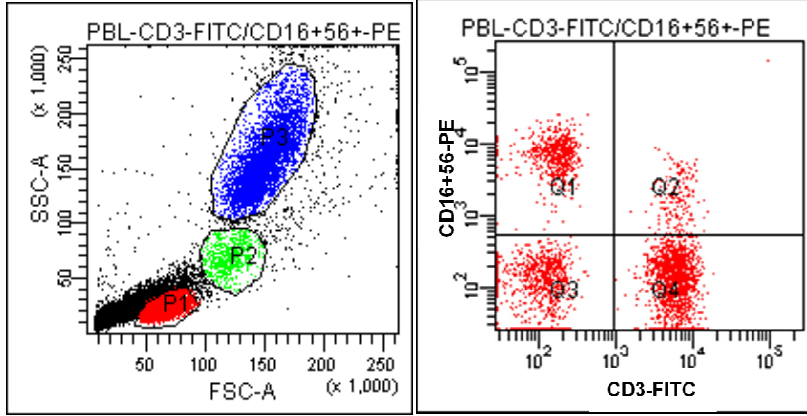 PBL-CD3-FITC/CD16+56+-PE
(x 1,000)
SSC-A
250
200
150
100
50
P3
P2
P1
50 100 150 200 250
FSC-A
(x 1,000)
PBL-CD3-FITC/CD16+56+-PE
CD16+56-PE
10^5
10^4
10^3
10^2
Q1
Q2
Q3
Q4
10^2 10^3 10^4 10^5
CD3-FITC